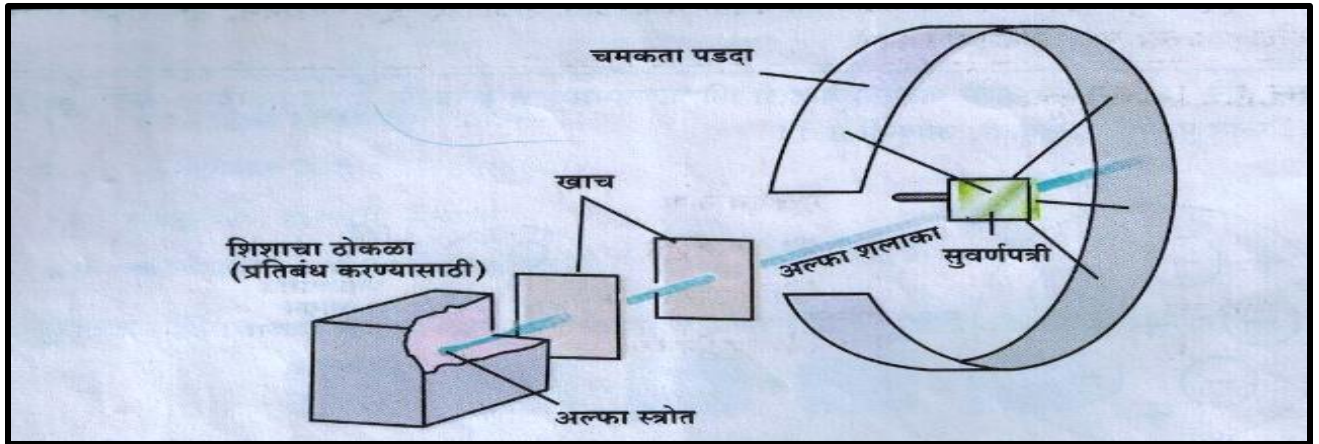 चमकता पडदा
खाच
शिशाचा ठोकळा
(प्रतिबंध करण्यासाठी)
अल्फा शलाका
सुवर्णपत्री
अल्फा स्त्रोत